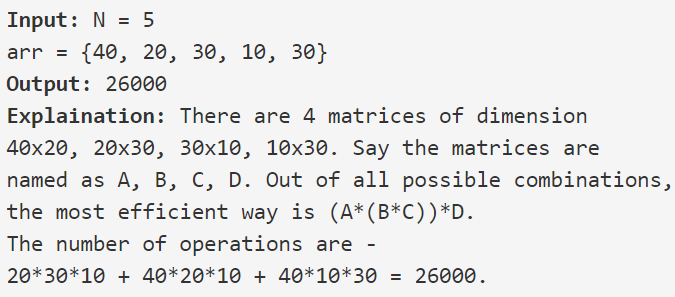 Input: N = 5
arr = {40, 20, 30, 10, 30}
Output: 26000
Explaination: There are 4 matrices of dimension
40x20, 20x30, 30x10, 10x30. Say the matrices are
named as A, B, C, D. Out of all possible combinations,
the most efficient way is (A*(B*C))*D.
The number of operations are -
20*30*10 + 40*20*10 + 40*10*30 = 26000.